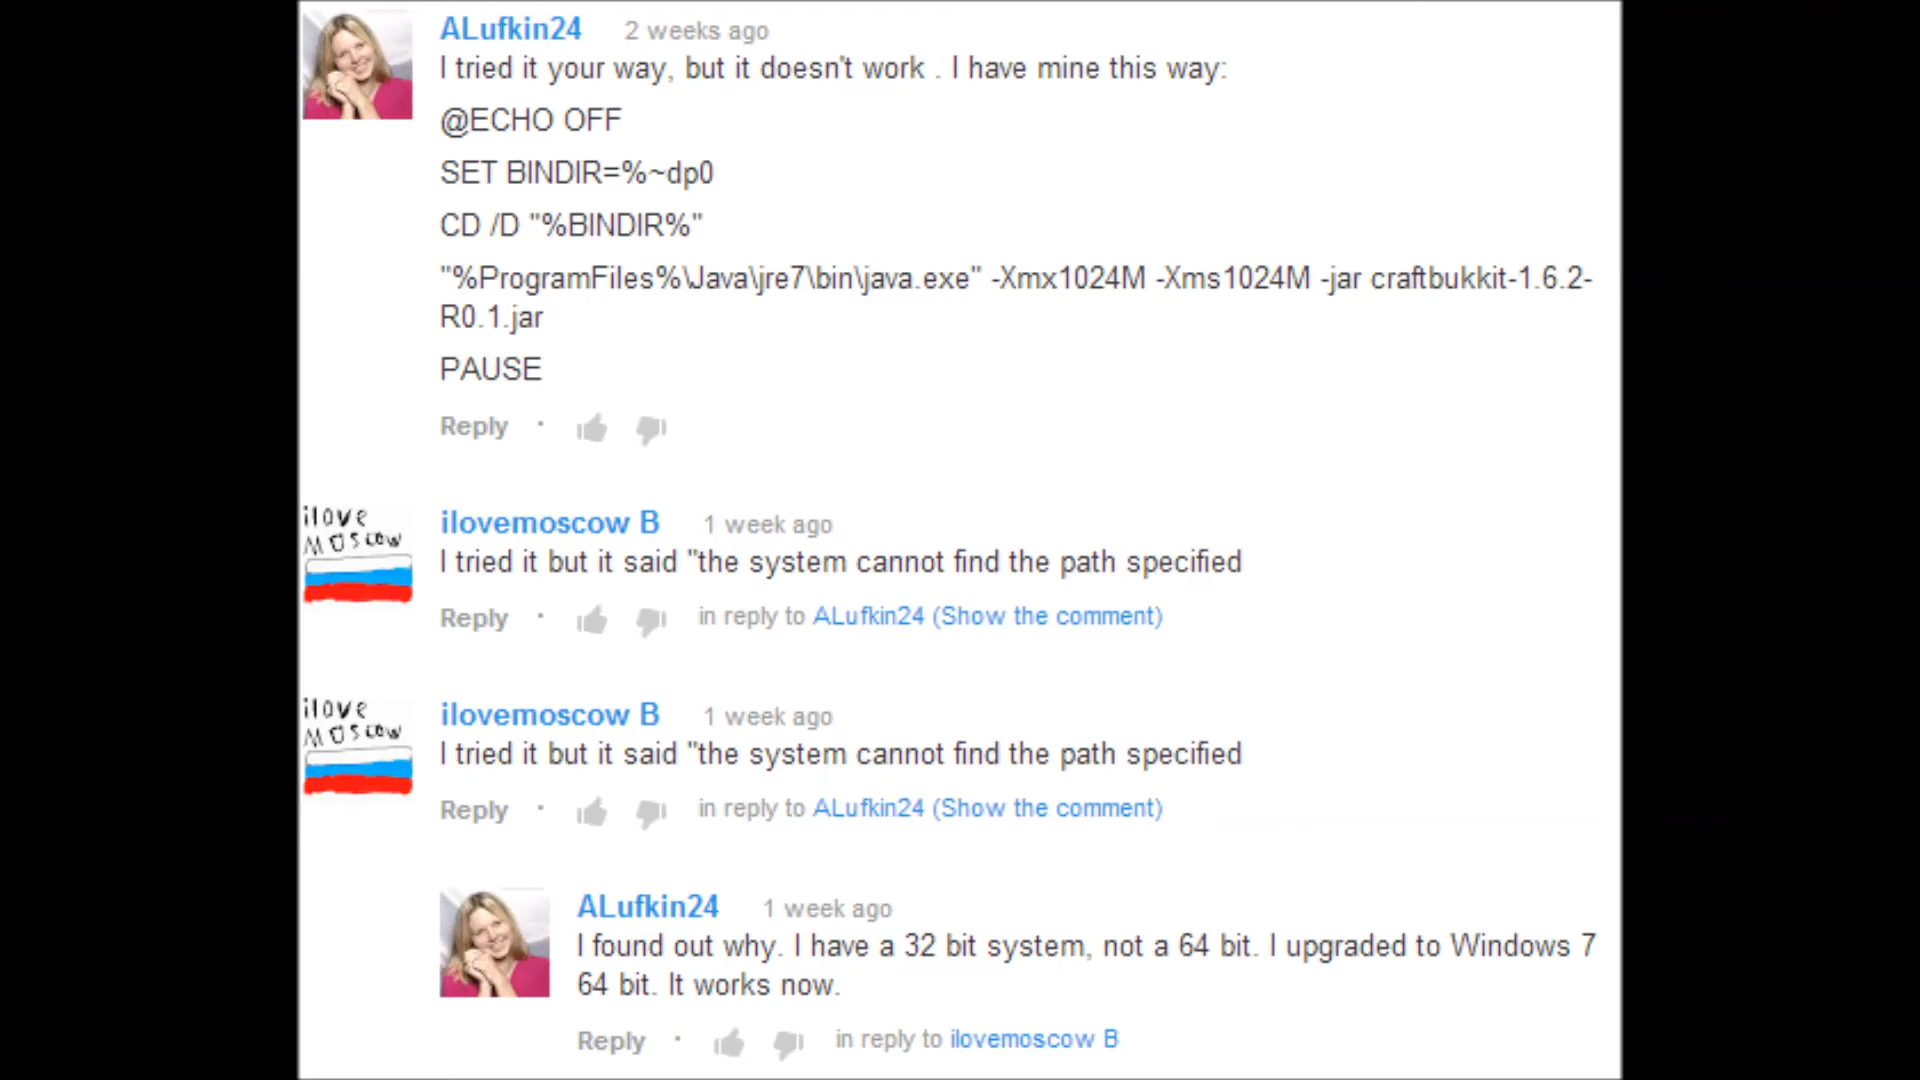 ALufkin24 2 weeks ago
I tried it your way, but it doesn't work . I have mine this way:
@ECHO OFF
SET BINDIR=%~dp0
CD /D "%BINDIR%"
"%ProgramFiles%\Java\jre7\bin\java.exe" -Xmx1024M -Xms1024M -jar craftbukkit-1.6.2-
R0.1.jar
PAUSE
Reply ·
ilove
MOSCOW
ilovemoscow B 1 week ago
I tried it but it said "the system cannot find the path specified
Reply · in reply to ALufkin24 (Show the comment)
ilove
MOSCOW
ilovemoscow B 1 week ago
I tried it but it said "the system cannot find the path specified
Reply · in reply to ALufkin24 (Show the comment)
ALufkin24 1 week ago
I found out why. I have a 32 bit system, not a 64 bit. I upgraded to Windows 7
64 bit. It works now.
Reply · in reply to ilovemoscow B